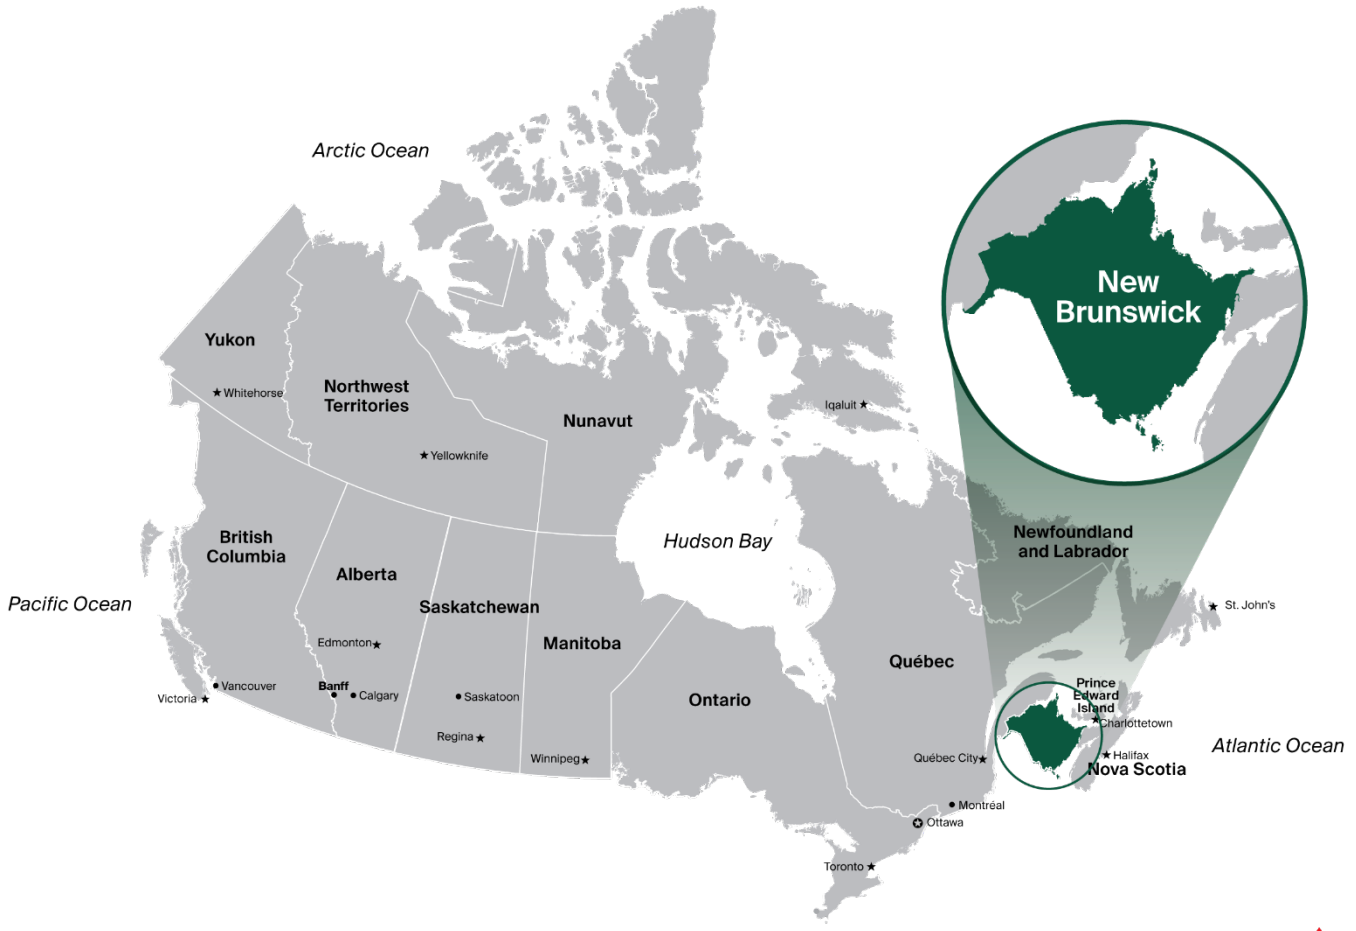 Arctic Ocean
New
Brunswick
Yukon
Whitehorse
Northwest
Territories
Iqaluit
Nunavut
Yellowknife
British
Columbia
Hudson Bay
Newfoundland
and Labrador
Alberta
Pacific Ocean
Saskatchewan
St. John's
Edmonton
Manitoba
Québec
Banff
Vancouver
Calgary
Victoria
Saskatoon
Ontario
Prince
Edward
Island
Charlottetown
Regina
Atlantic Ocean
Winnipeg
Québec City
Halifax
Nova Scotia
Montréal
Ottawa
Toronto